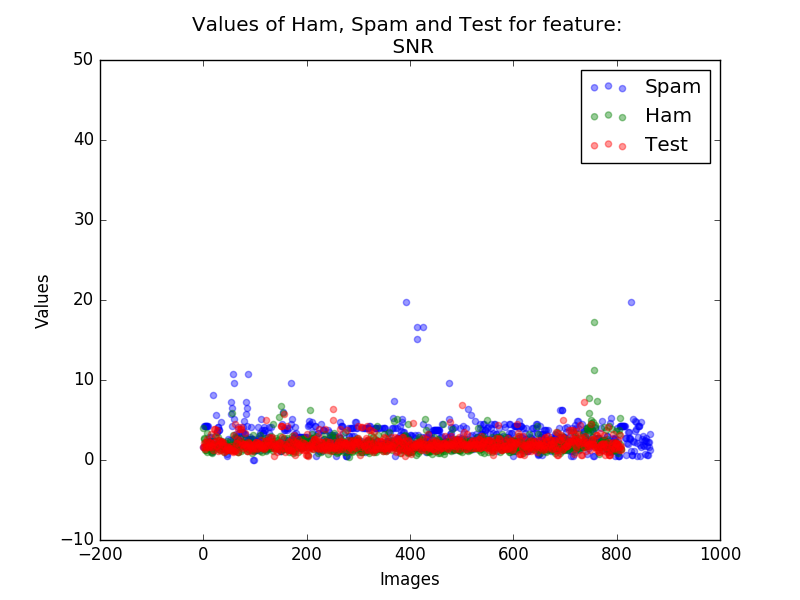 Values of Ham, Spam and Test for feature:
SNR
50
40
30
20
10
0
−10
Values
−200
0
200
400
600
800
1000
Images
Spam
Ham
Test